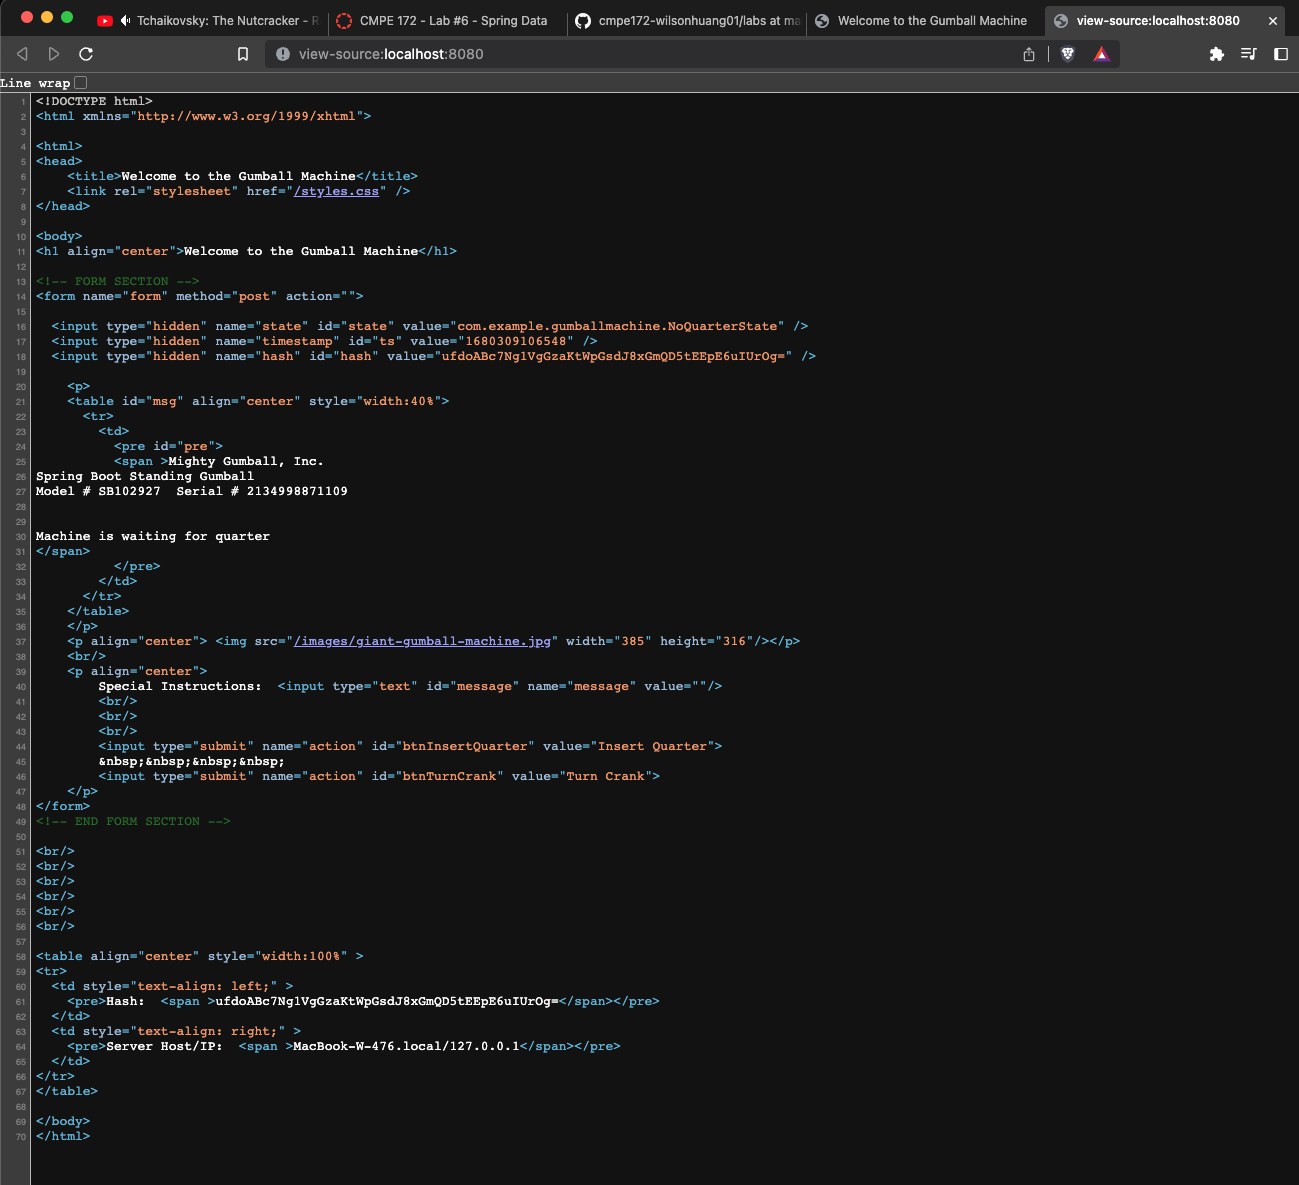 Tchaikovsky: The Nutcracker - R
CMPE 172 - Lab #6 - Spring Data
cmpe172-wilsonhuang01/labs at ma
Welcome to the Gumball Machine
view-source:localhost:8080
view-source:localhost:8080
Line wrap
1 <!DOCTYPE html>
2 <html xmlns="http://www.w3.org/1999/xhtml">
3
4 <html>
5 <head>
6 <title>Welcome to the Gumball Machine</title>
7 <link rel="stylesheet" href="/styles.css" />
8 </head>
9
10 <body>
11 <h1 align="center">Welcome to the Gumball Machine</h1>
12
13 <!-- FORM SECTION -->
14 <form name="form" method="post" action="">
15
16 <input type="hidden" name="state" id="state" value="com.example.gumballmachine.NoQuarterState" />
17 <input type="hidden" name="timestamp" id="ts" value="1680309106548" />
18 <input type="hidden" name="hash" id="hash" value="ufdoABc7Ng1VgGzaKtWpGsdJ8xGmQD5tEEpE6uIUrOg=" />
19
20 <p>
21 <table id="msg" align="center" style="width:40%">
22 <tr>
23 <td>
24 <pre id="pre">
25 <span >Mighty Gumball, Inc.
26 Spring Boot Standing Gumball
27 Model # SB102927  Serial # 2134998871109
28
29
30 Machine is waiting for quarter
31 </span>
32 </pre>
33 </td>
34 </tr>
35 </table>
36 </p>
37 <p align="center"> <img src="/images/giant-gumball-machine.jpg" width="385" height="316"/></p>
38 <br/>
39 <p align="center">
40 Special Instructions:  <input type="text" id="message" name="message" value=""/>
41 <br/>
42 <br/>
43 <br/>
44 <input type="submit" name="action" id="btnInsertQuarter" value="Insert Quarter">
45 &nbsp;&nbsp;&nbsp;&nbsp;
46 <input type="submit" name="action" id="btnTurnCrank" value="Turn Crank">
47 </p>
48 </form>
49 <!-- END FORM SECTION -->
50
51 <br/>
52 <br/>
53 <br/>
54 <br/>
55 <br/>
56 <br/>
57
58 <table align="center" style="width:100%" >
59 <tr>
60 <td style="text-align: left;" >
61 <pre>Hash:  <span >ufdoABc7Ng1VgGzaKtWpGsdJ8xGmQD5tEEpE6uIUrOg=</span></pre>
62 </td>
63 <td style="text-align: right;" >
64 <pre>Server Host/IP:  <span >MacBook-W-476.local/127.0.0.1</span></pre>
65 </td>
66 </tr>
67 </table>
68
69 </body>
70 </html>